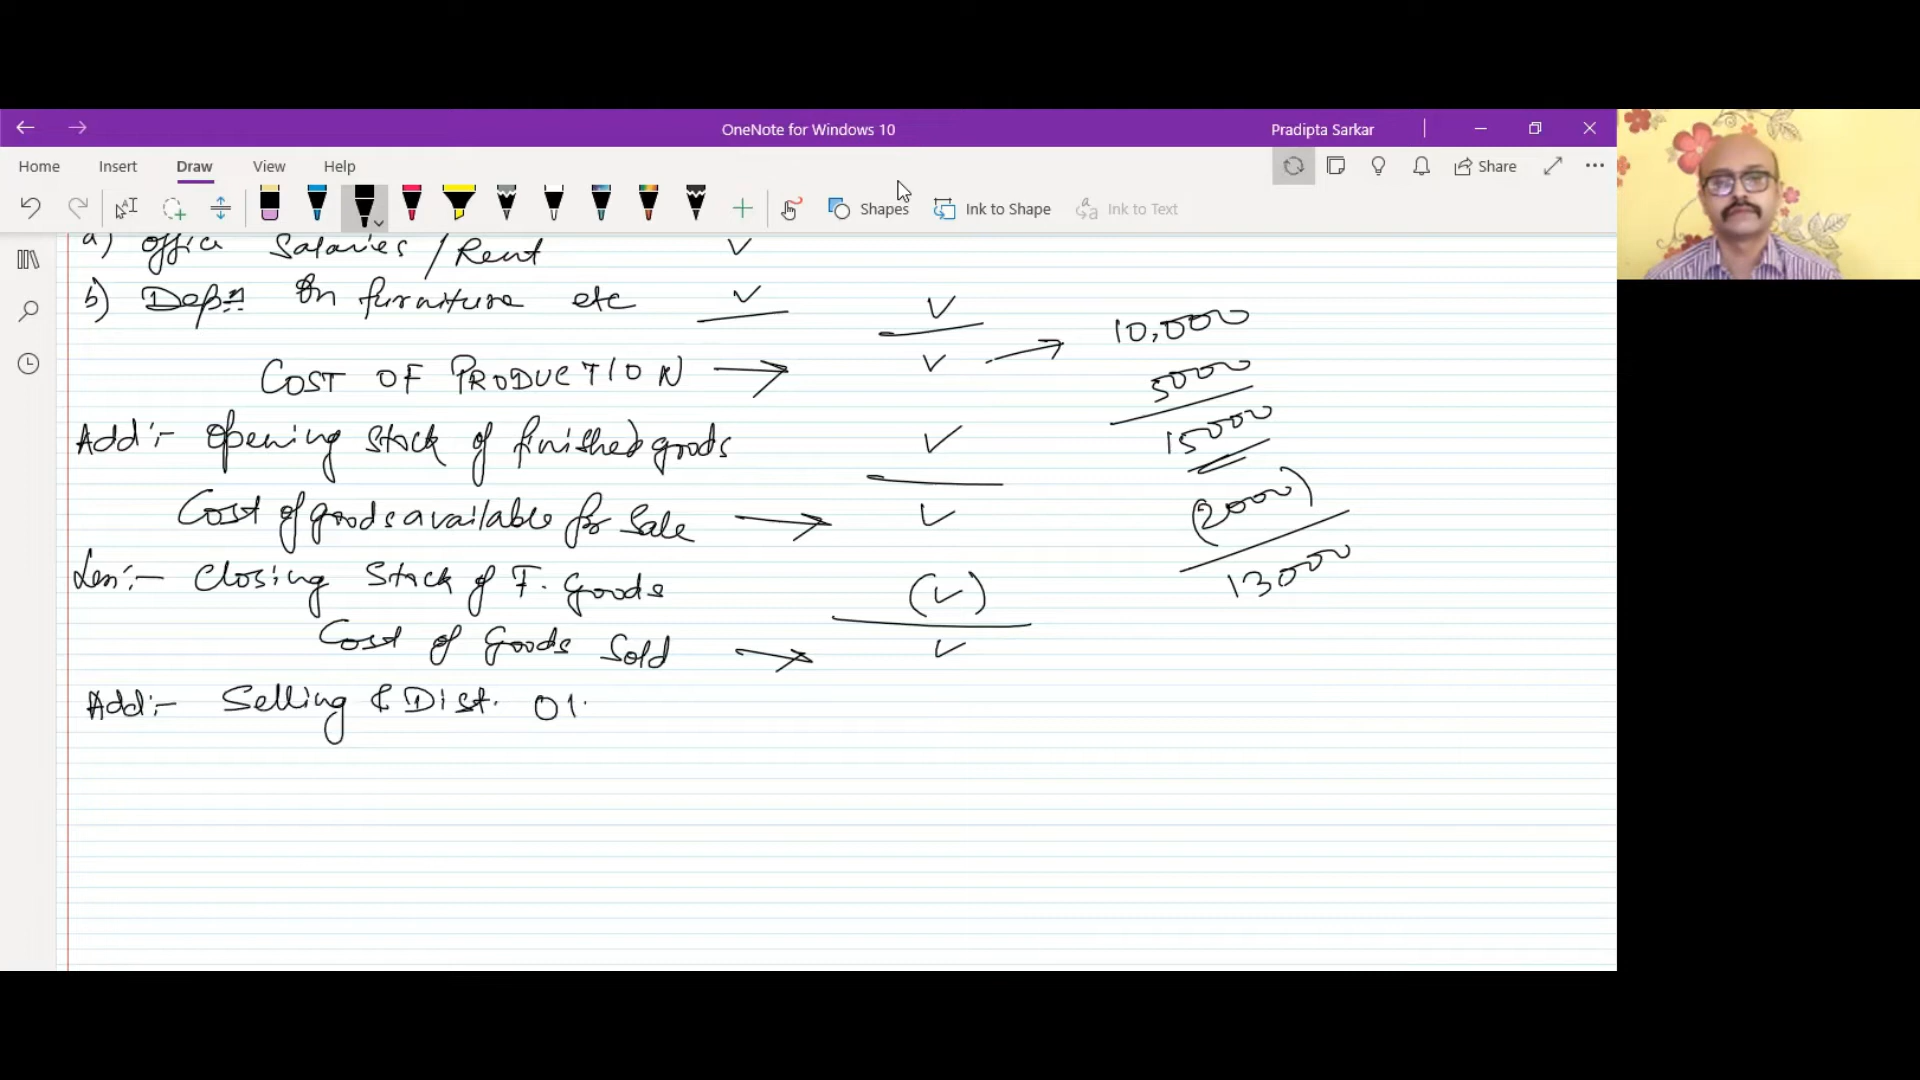 OneNote for Windows 10
Pradipta Sarkar
Home Insert Draw View Help
Share
Shapes Ink to Shape Ink to Text
a) Office Salaries / Rent
b) Depn on furniture etc
COST OF PRODUCTION
10,000
5000
Add:- Opening Stock of finished goods
15000
Cost of goods available for Sale
(2000)
Less:- Closing Stock of F. Goods
13000
Cost of Goods Sold
Add:- Selling & Dist. O